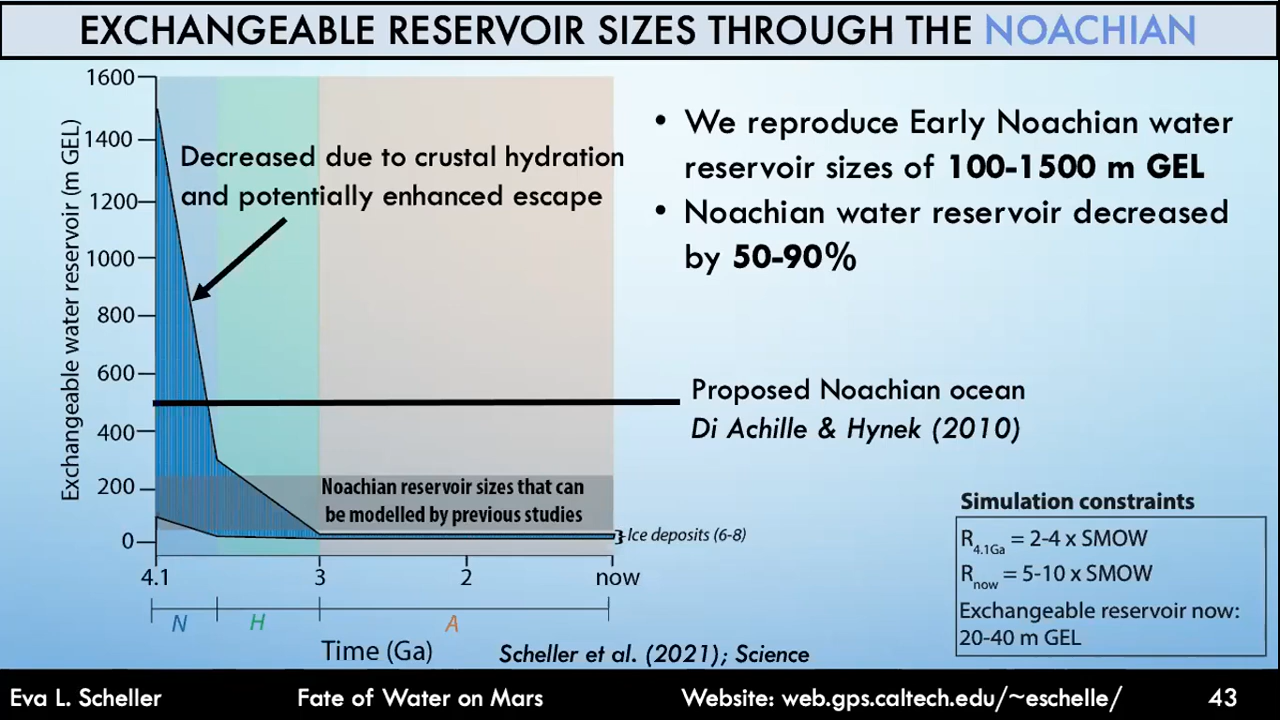 EXCHANGEABLE RESERVOIR SIZES THROUGH THE NOACHIAN
Exchangeable water reservoir (m GEL)
1600
1400
1200
1000
800
600
400
200
0
Decreased due to crustal hydration
and potentially enhanced escape
Noachian reservoir sizes that can
be modelled by previous studies
Ice deposits (6-8)
4.1
3
2
now
N
H
A
Time (Ga)
• We reproduce Early Noachian water
reservoir sizes of 100-1500 m GEL
• Noachian water reservoir decreased
by 50-90%
Proposed Noachian ocean
Di Achille & Hynek (2010)
Simulation constraints
R4.1Ga = 2-4 x SMOW
Rnow = 5-10 x SMOW
Exchangeable reservoir now:
20-40 m GEL
Scheller et al. (2021); Science
Eva L. Scheller
Fate of Water on Mars
Website: web.gps.caltech.edu/~eschelle/
43